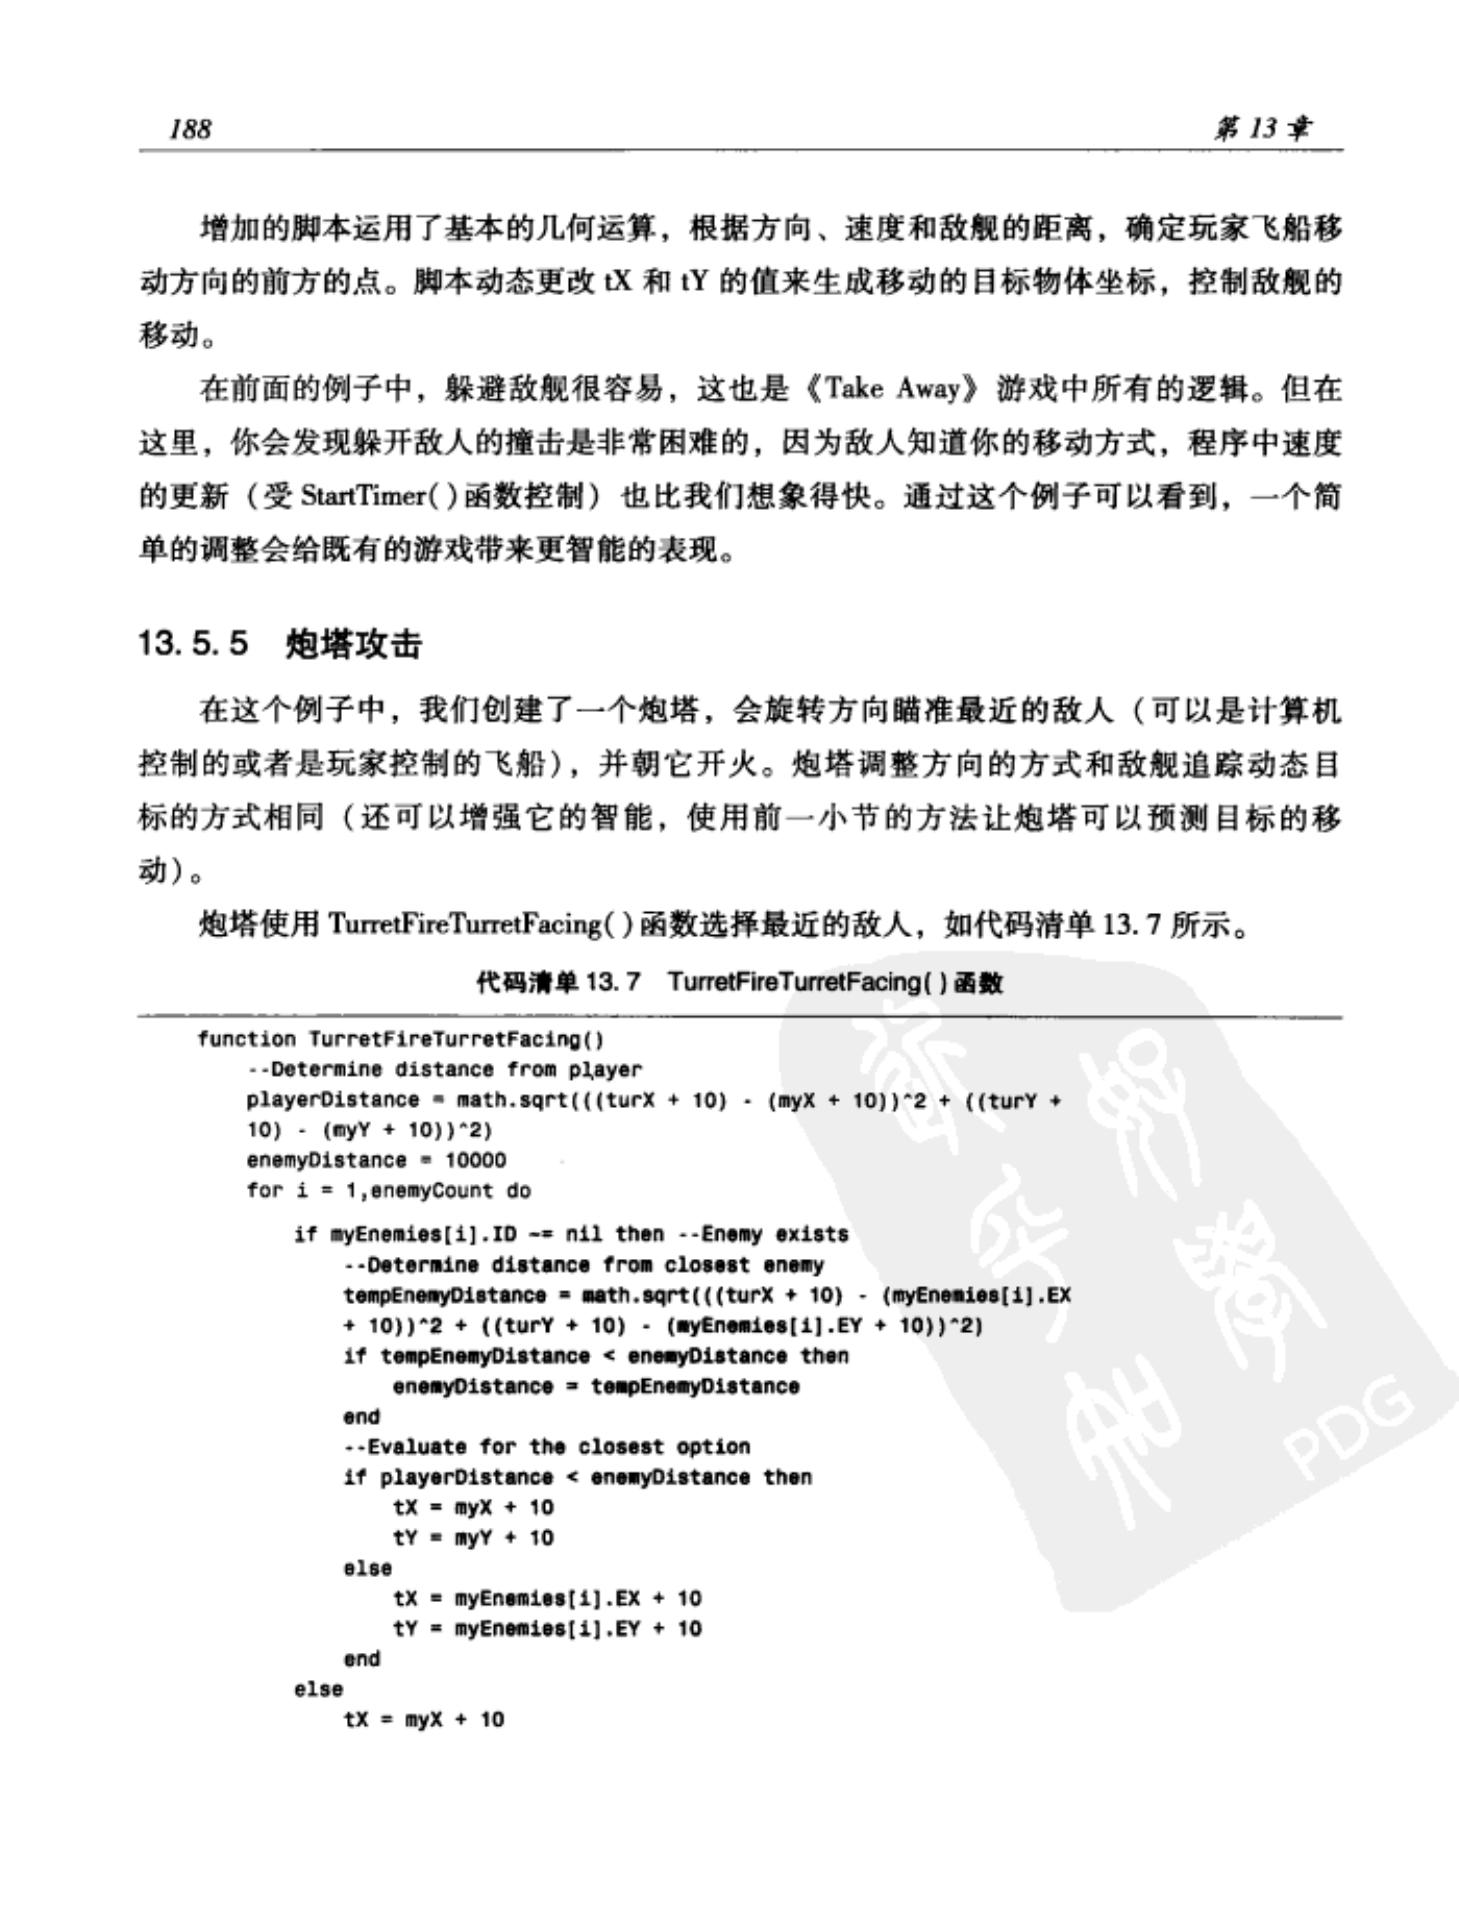 188
第 13 章
增加的脚本运用了基本的几何运算，根据方向、速度和敌舰的距离，确定玩家飞船移
动方向的前方的点。脚本动态更改 tX 和 tY 的值来生成移动的目标物体坐标，控制敌舰的
移动。
在前面的例子中，躲避敌舰很容易，这也是《Take Away》游戏中所有的逻辑。但在
这里，你会发现躲开敌人的撞击是非常困难的，因为敌人知道你的移动方式，程序中速度
的更新（受 StartTimer( )函数控制）也比我们想象得快。通过这个例子可以看到，一个简
单的调整会给既有的游戏带来更智能的表现。
13. 5. 5 炮塔攻击
在这个例子中，我们创建了一个炮塔，会旋转方向瞄准最近的敌人（可以是计算机
控制的或者是玩家控制的飞船），并朝它开火。炮塔调整方向的方式和敌舰追踪动态目
标的方式相同（还可以增强它的智能，使用前一小节的方法让炮塔可以预测目标的移
动）。
炮塔使用 TurretFireTurretFacing( )函数选择最近的敌人，如代码清单 13. 7 所示。
代码清单 13. 7 TurretFireTurretFacing( )函数
function TurretFireTurretFacing()
--Determine distance from player
playerDistance = math.sqrt(((turX + 10) - (myX + 10))^2 + ((turY +
10) - (myY + 10))^2)
enemyDistance = 10000
for i = 1,enemyCount do
if myEnemies[i].ID ~= nil then --Enemy exists
--Determine distance from closest enemy
tempEnemyDistance = math.sqrt(((turX + 10) - (myEnemies[i].EX
+ 10))^2 + ((turY + 10) - (myEnemies[i].EY + 10))^2)
if tempEnemyDistance < enemyDistance then
enemyDistance = tempEnemyDistance
end
--Evaluate for the closest option
if playerDistance < enemyDistance then
tX = myX + 10
tY = myY + 10
else
tX = myEnemies[i].EX + 10
tY = myEnemies[i].EY + 10
end
else
tX = myX + 10
PDG